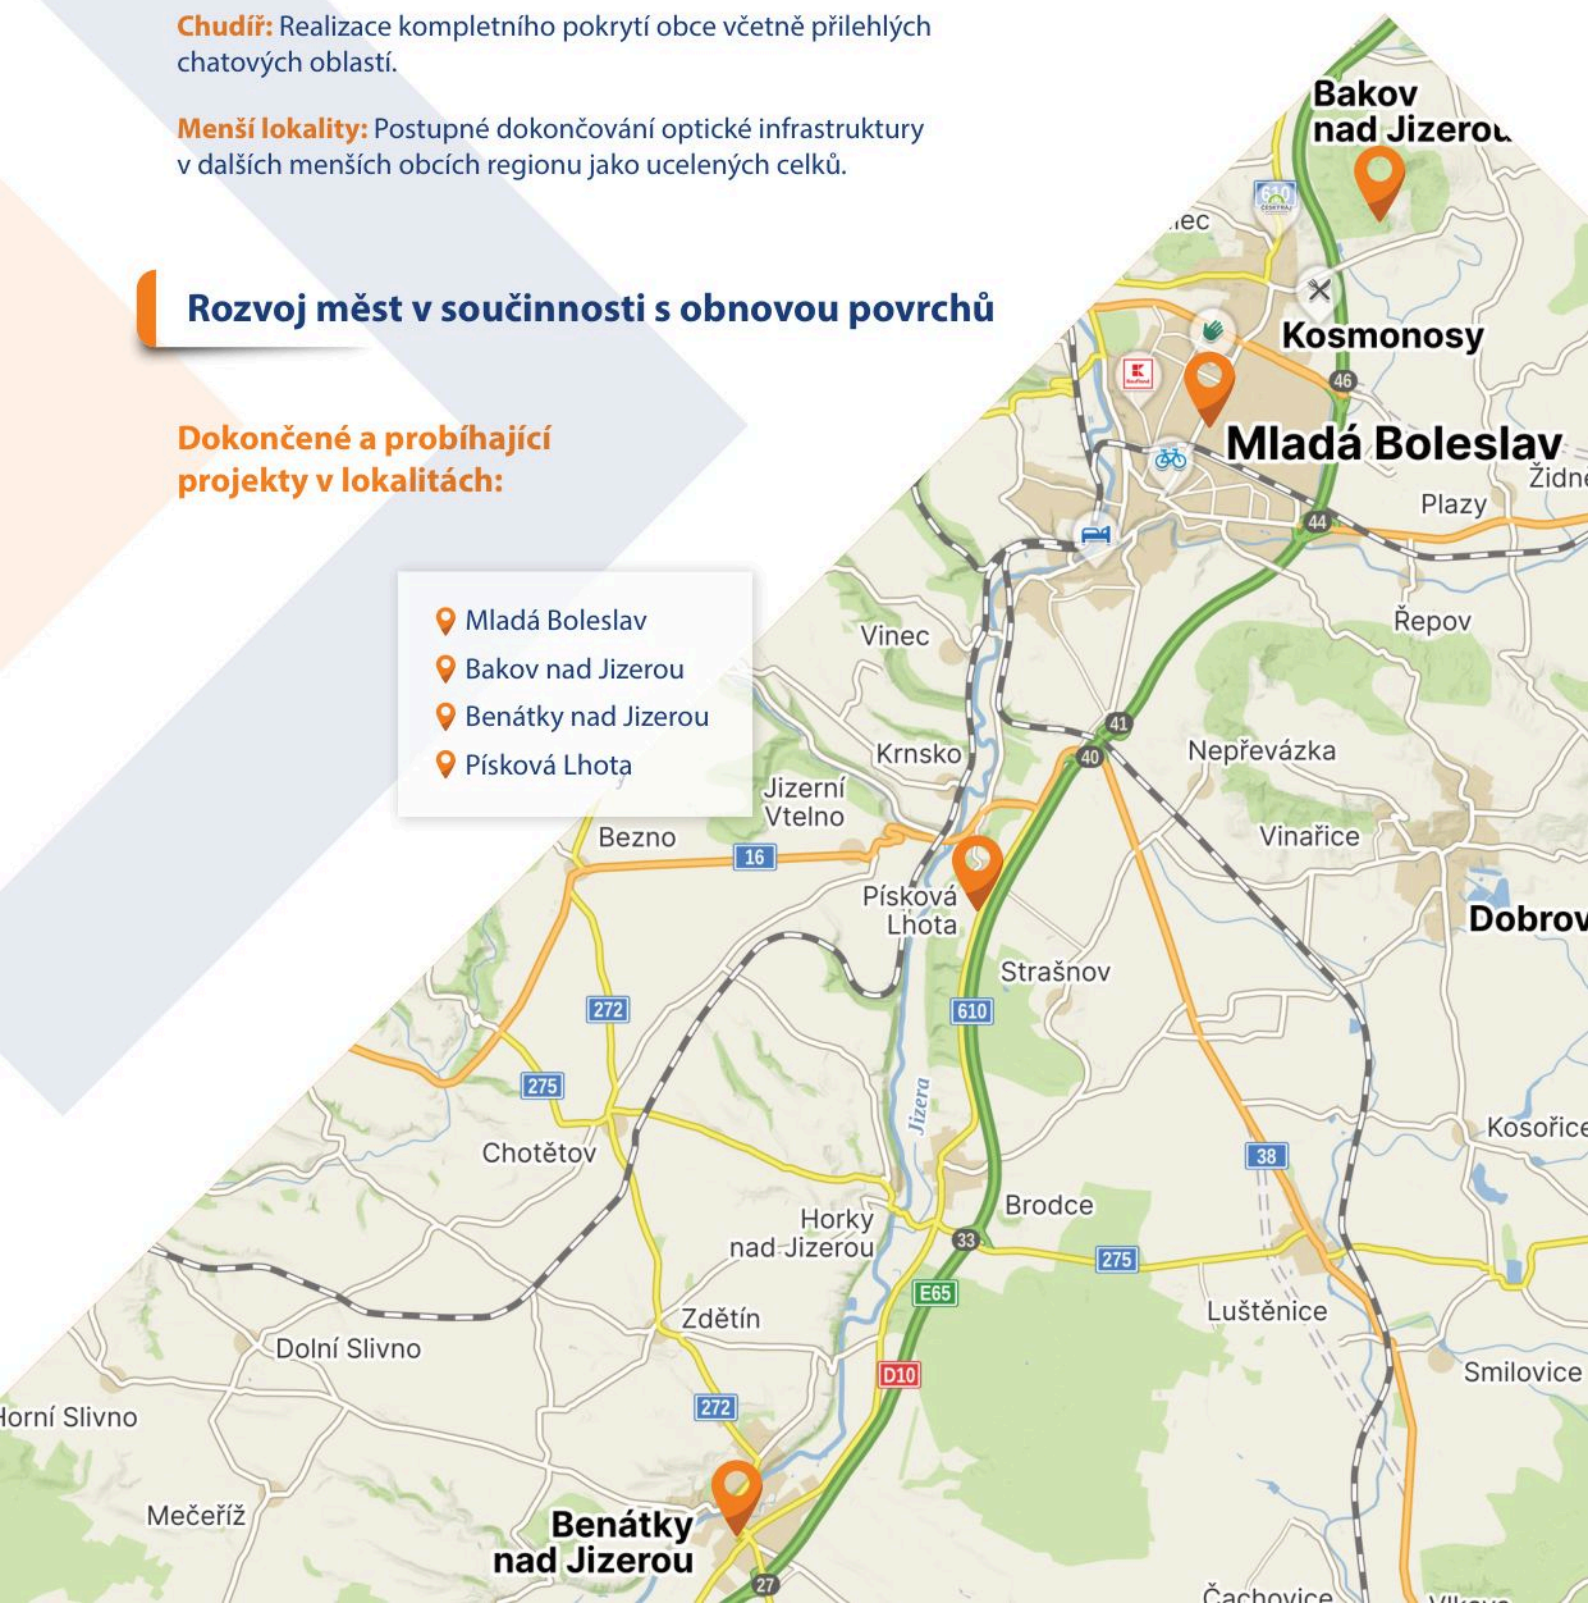 Chudíř: Realizace kompletního pokrytí obce včetně přilehlých
chatových oblastí.
Menší lokality: Postupné dokončování optické infrastruktury
v dalších menších obcích regionu jako ucelených celků.
Rozvoj měst v součinnosti s obnovou povrchů
Dokončené a probíhající
projekty v lokalitách:
Mladá Boleslav
Bakov nad Jizerou
Benátky nad Jizerou
Písková Lhota
Bakov
nad Jizerou
610
Kosmonosy
46
Kaufland
Mladá Boleslav
Plazy
44
Řepov
Vinec
41
40
Krnsko
Nepřevázka
Jizerní
Vtelno
Vinařice
Bezno
16
Písková
Lhota
Strašnov
272
610
275
Jizera
Chotětov
38
Brodce
Horky
nad Jizerou
33
275
E65
Zdětín
Luštěnice
Dolní Slivno
D10
Smilovice
272
Mečeříž
Benátky
nad Jizerou
27